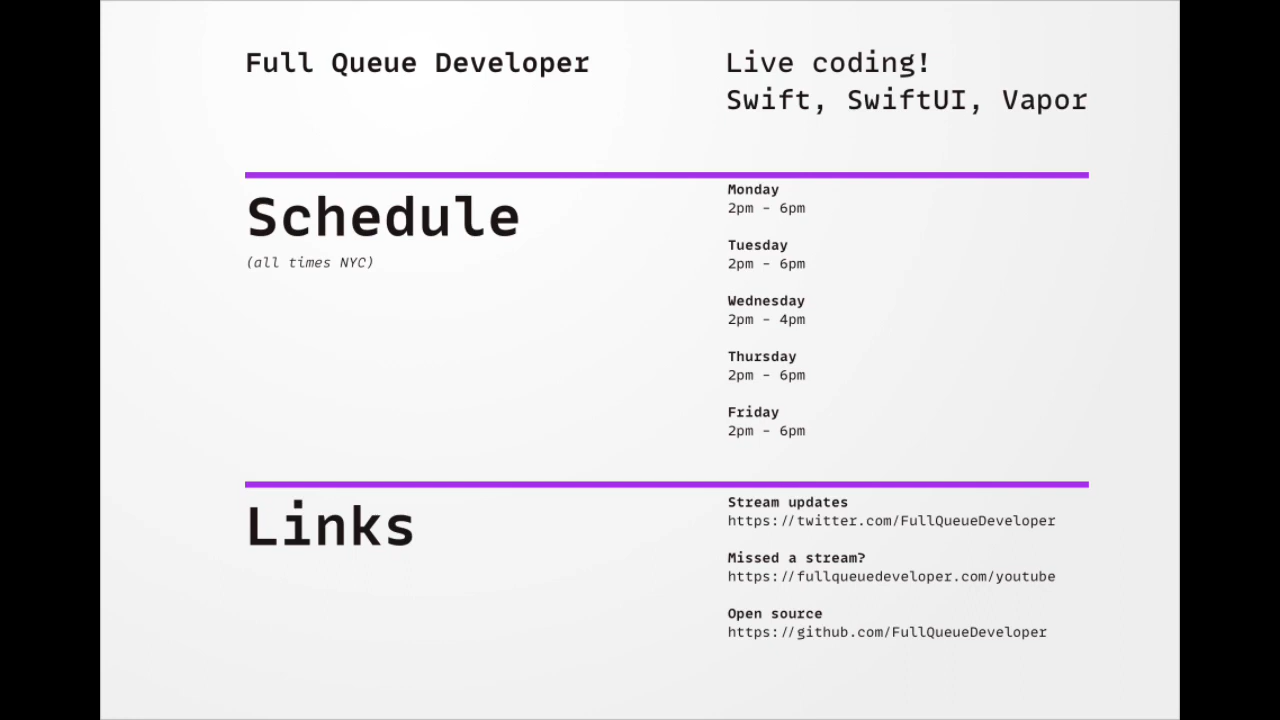 Full Queue Developer
Live coding!
Swift, SwiftUI, Vapor
Schedule
(all times NYC)
Monday
2pm – 6pm
Tuesday
2pm – 6pm
Wednesday
2pm – 4pm
Thursday
2pm – 6pm
Friday
2pm – 6pm
Links
Stream updates
https://twitter.com/FullQueueDeveloper
Missed a stream?
https://fullqueuedeveloper.com/youtube
Open source
https://github.com/FullQueueDeveloper